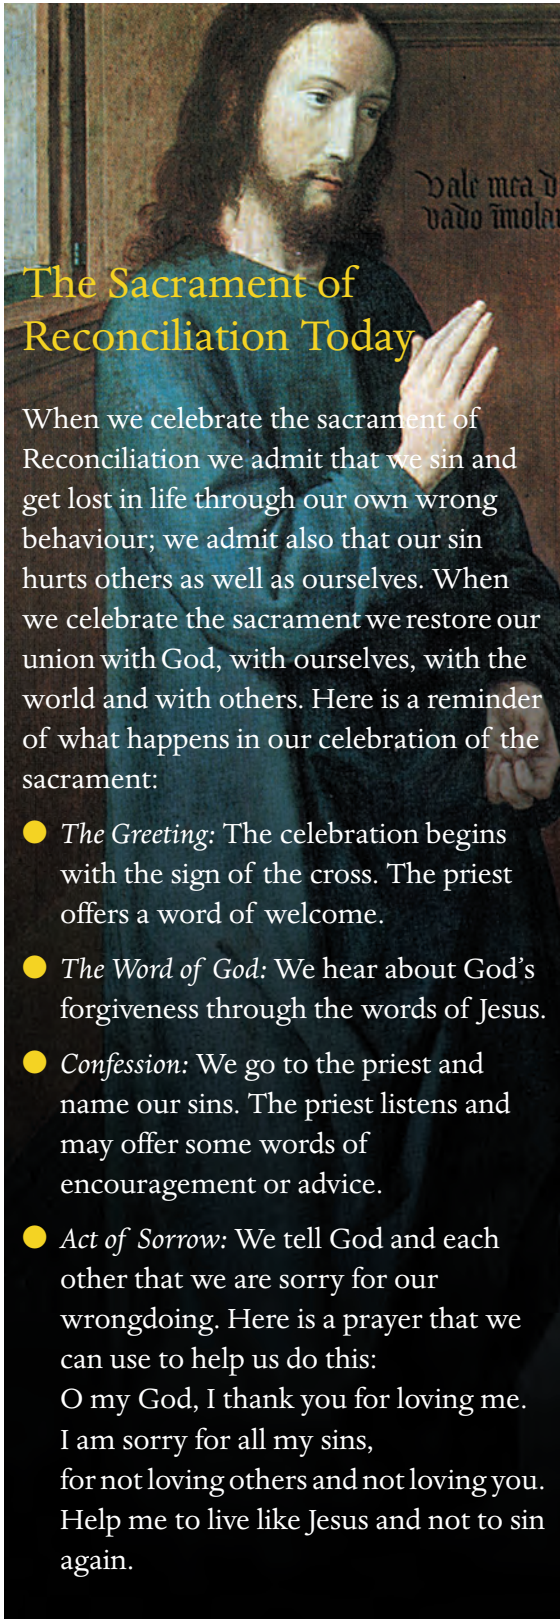 vale mea d
vado imolar
The Sacrament of
Reconciliation Today
When we celebrate the sacrament of
Reconciliation we admit that we sin and
get lost in life through our own wrong
behaviour; we admit also that our sin
hurts others as well as ourselves. When
we celebrate the sacrament we restore our
union with God, with ourselves, with the
world and with others. Here is a reminder
of what happens in our celebration of the
sacrament:
● The Greeting: The celebration begins
with the sign of the cross. The priest
offers a word of welcome.
● The Word of God: We hear about God’s
forgiveness through the words of Jesus.
● Confession: We go to the priest and
name our sins. The priest listens and
may offer some words of
encouragement or advice.
● Act of Sorrow: We tell God and each
other that we are sorry for our
wrongdoing. Here is a prayer that we
can use to help us do this:
O my God, I thank you for loving me.
I am sorry for all my sins,
for not loving others and not loving you.
Help me to live like Jesus and not to sin
again.